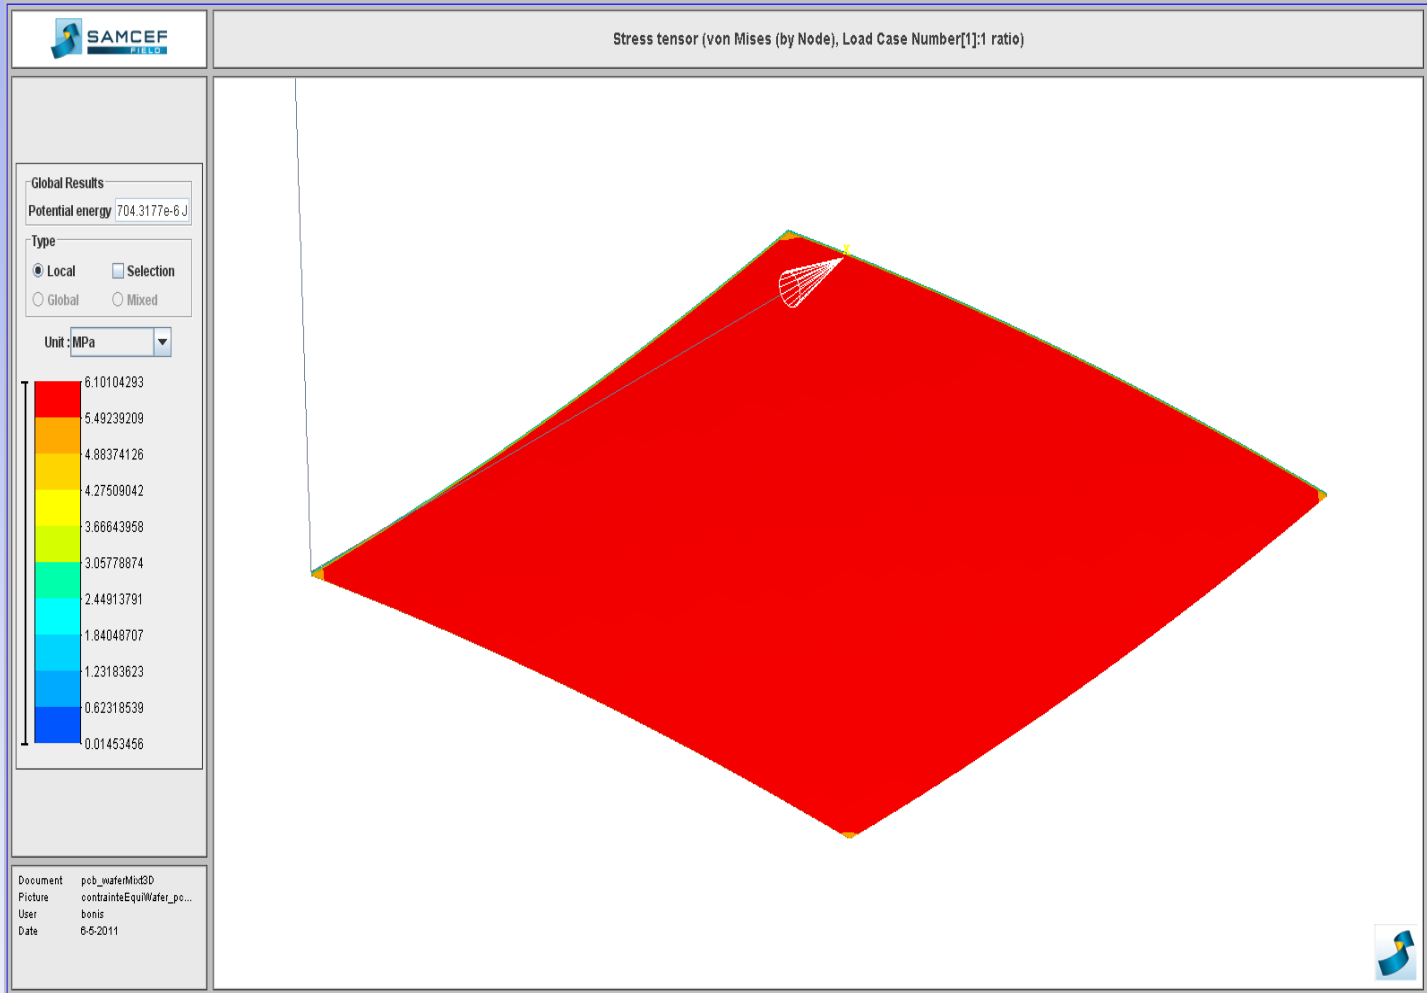 SAMCEF
FIELD
Stress tensor (von Mises (by Node), Load Case Number[1]:1 ratio)
Global Results
Potential energy 704.3177e-6 J
Type
Local Selection
Global Mixed
Unit : MPa
6.10104293
5.49239209
4.88374126
4.27509042
3.66643958
3.05778874
2.44913791
1.84048707
1.23183623
0.62318539
0.01453456
X
Document pcb_waferMixt3D
Picture contrainteEquiWafer_pc...
User bonis
Date 6-5-2011